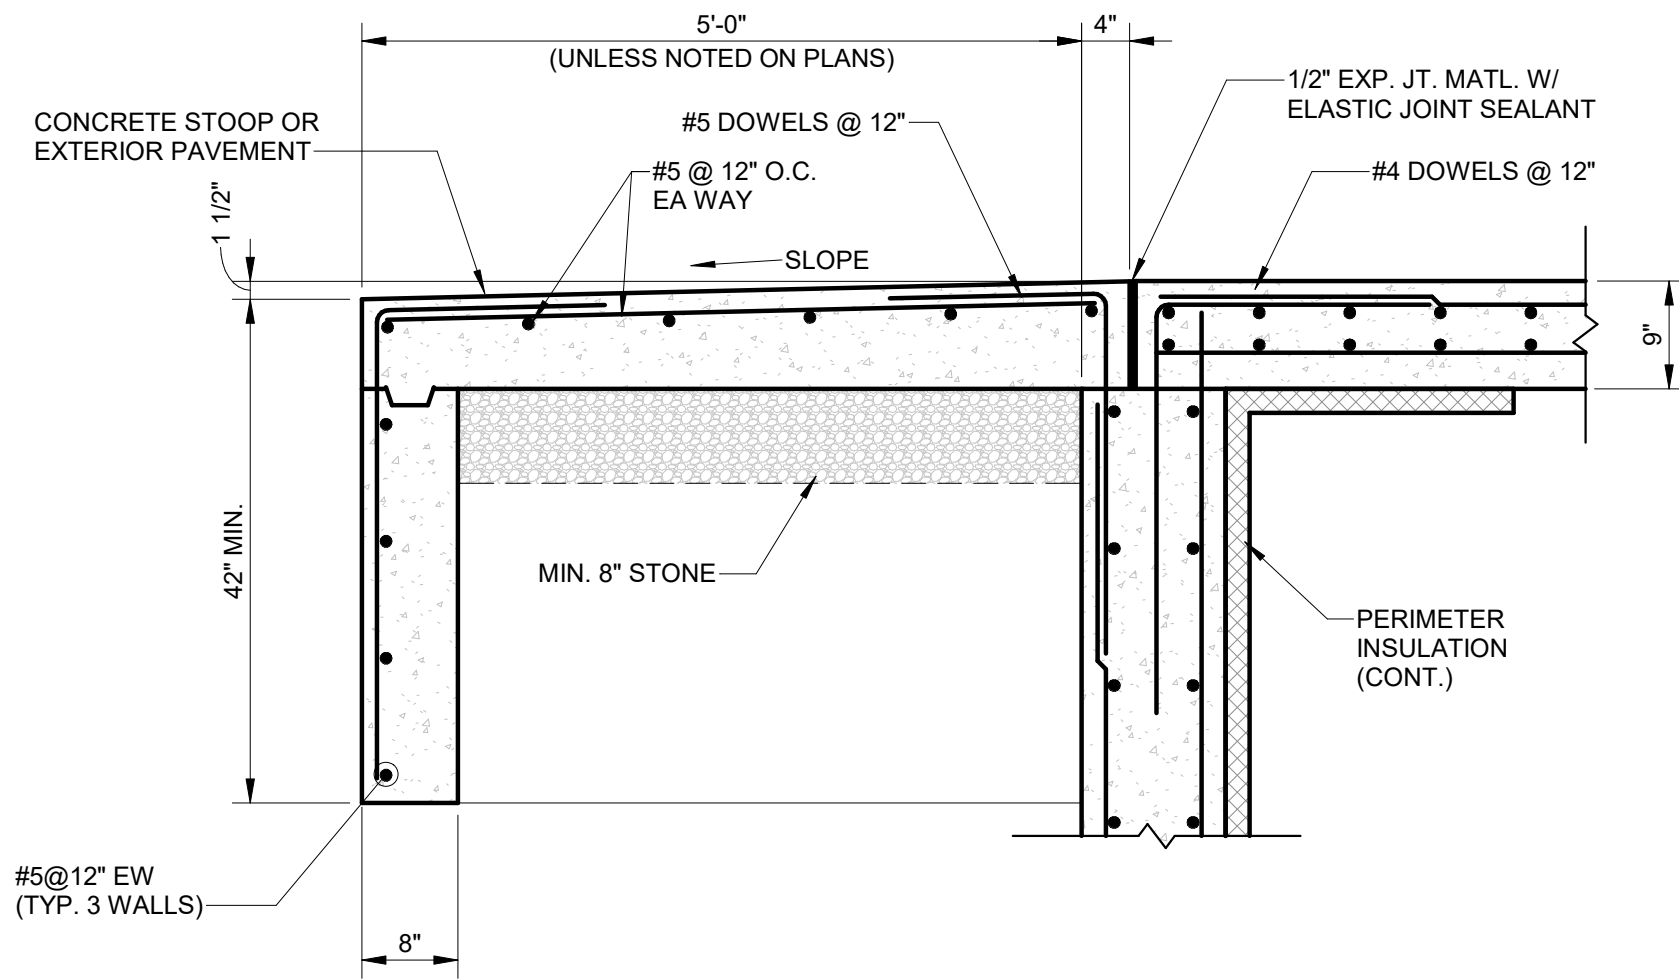 5'-0"
(UNLESS NOTED ON PLANS)
4"
1/2" EXP. JT. MATL. W/
ELASTIC JOINT SEALANT
CONCRETE STOOP OR
EXTERIOR PAVEMENT
#5 DOWELS @ 12"
#5 @ 12" O.C.
EA WAY
#4 DOWELS @ 12"
1 1/2"
SLOPE
9"
42" MIN.
MIN. 8" STONE
PERIMETER
INSULATION
(CONT.)
#5@12" EW
(TYP. 3 WALLS)
8"